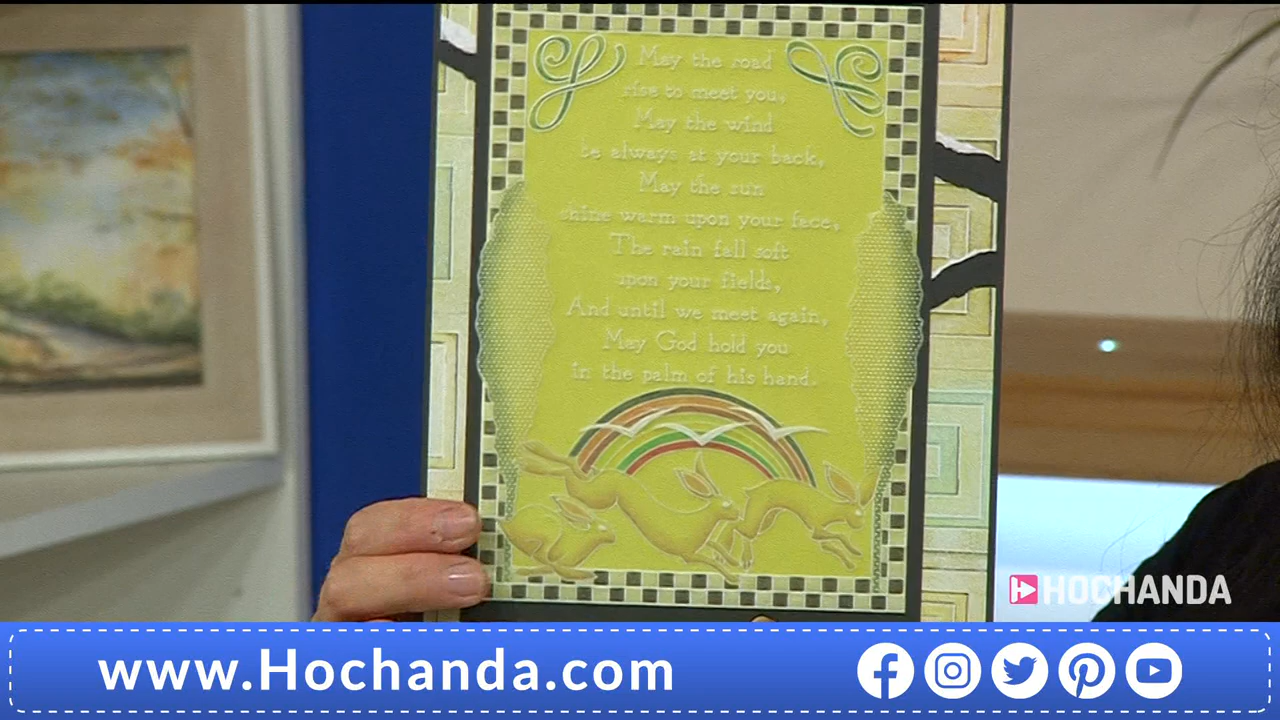 May the road
rise to meet you,
May the wind
be always at your back,
May the sun
shine warm upon your face,
The rain fall soft
upon your fields,
And until we meet again,
May God hold you
in the palm of his hand.
HOCHANDA
www.Hochanda.com